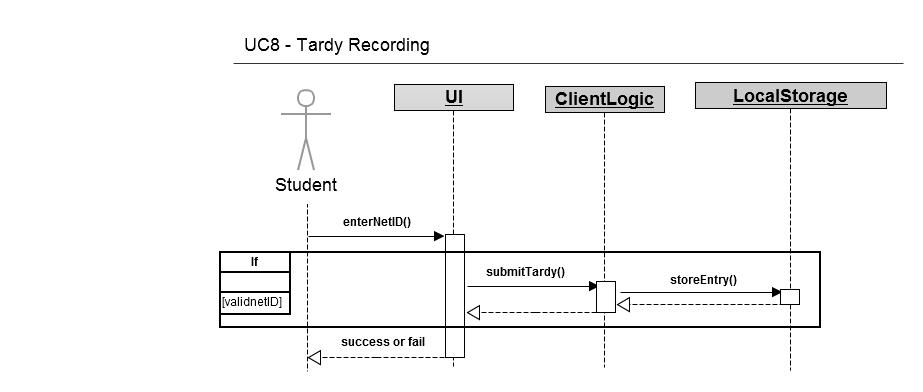 UC8 - Tardy Recording
UI
ClientLogic
LocalStorage
Student
enterNetID()
If
submitTardy()
storeEntry()
[validnetID]
success or fail